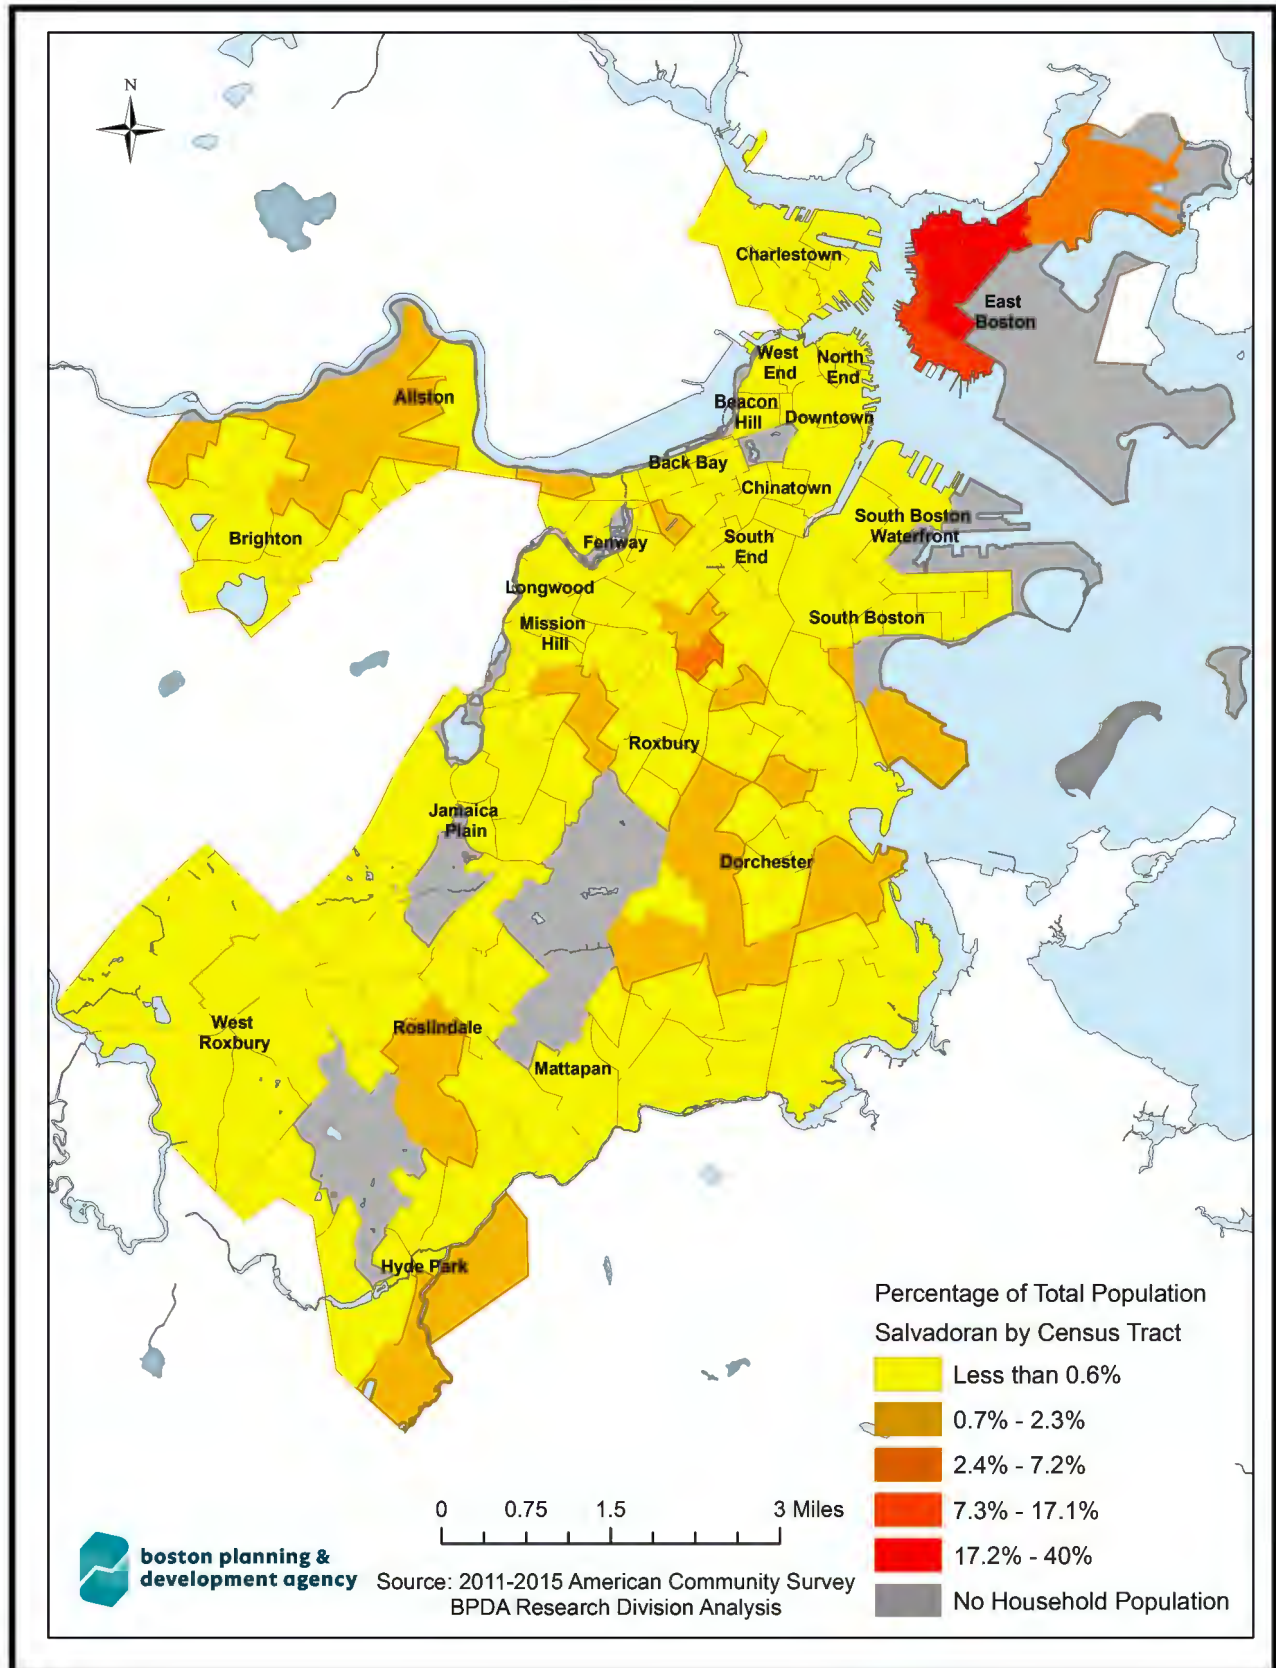 N
Charlestown
East
Boston
West
End
North
End
Allston
Beacon
Hill
Downtown
Back Bay
Chinatown
South Boston
Waterfront
Brighton
Fenway
South
End
Longwood
Mission
Hill
South Boston
Roxbury
Jamaica
Plain
Dorchester
West
Roxbury
Roslindale
Mattapan
Hyde Park
Percentage of Total Population
Salvadoran by Census Tract
Less than 0.6%
0.7% - 2.3%
2.4% - 7.2%
7.3% - 17.1%
17.2% - 40%
No Household Population
0 0.75 1.5 3 Miles
boston planning &
development agency
Source: 2011-2015 American Community Survey
BPDA Research Division Analysis